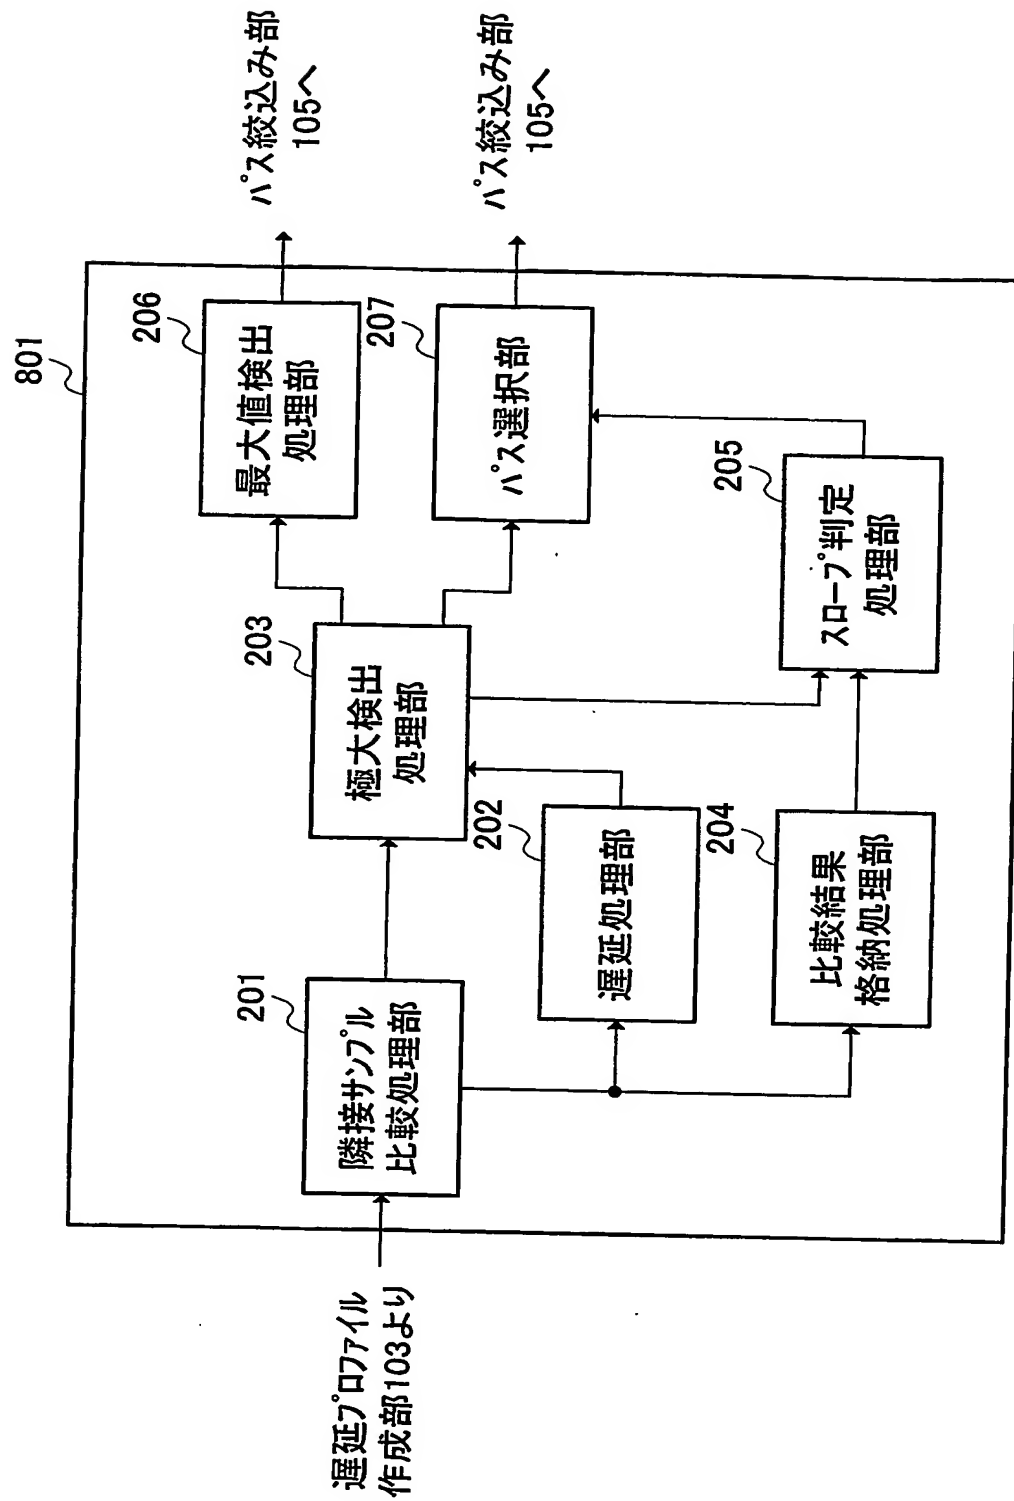 801
遅延プロファイル
作成部103より
201
隣接サンプル
比較処理部
202
遅延処理部
203
極大検出
処理部
204
比較結果
格納処理部
205
スロープ判定
処理部
206
最大値検出
処理部
207
パス選択部
パス絞込み部
105へ
パス絞込み部
105へ